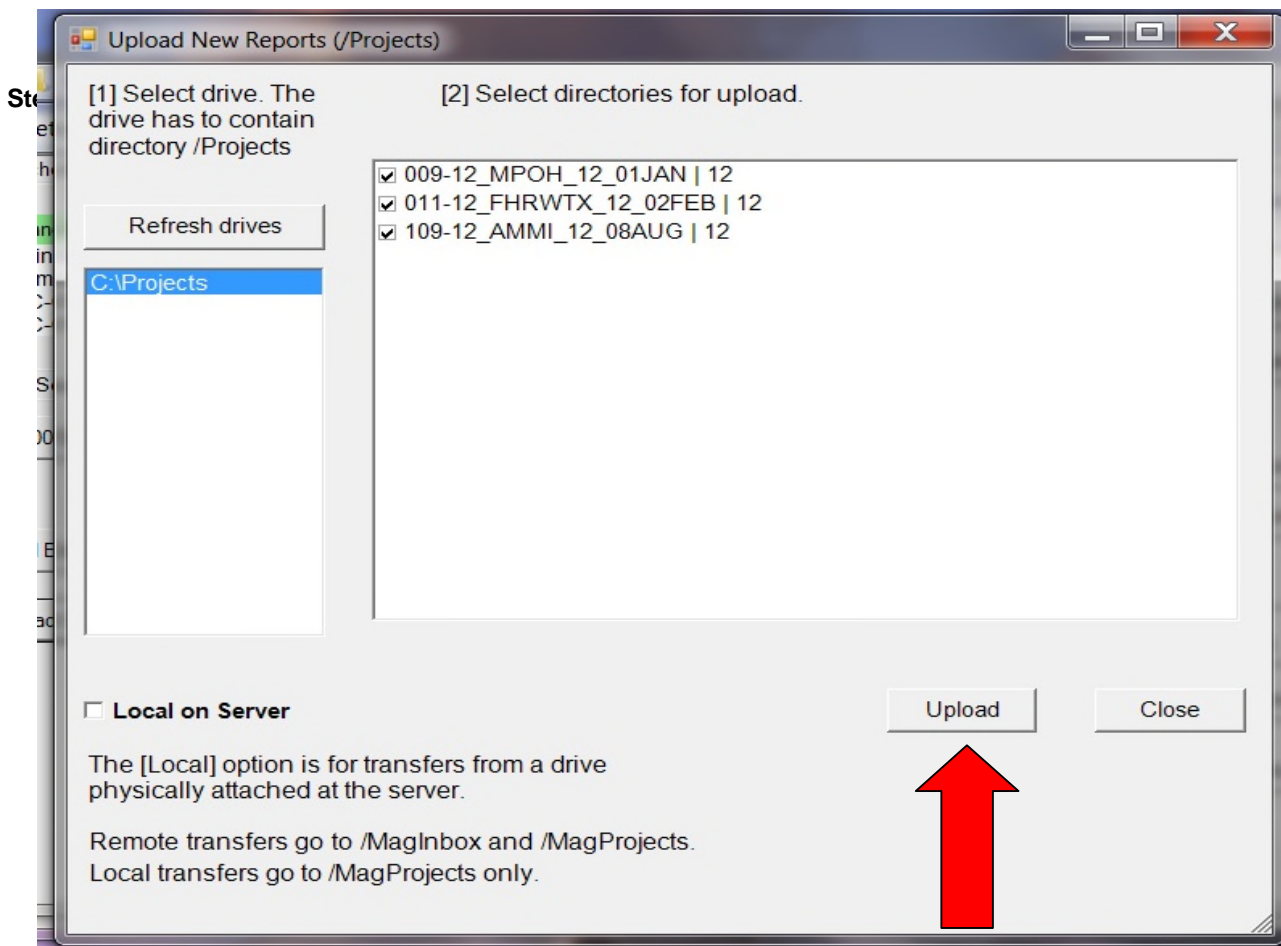 Upload New Reports (/Projects)
[1] Select drive. The
drive has to contain
directory /Projects
[2] Select directories for upload.
Refresh drives
C:\Projects
009-12_MPOH_12_01JAN | 12
011-12_FHRWTX_12_02FEB | 12
109-12_AMMI_12_08AUG | 12
Local on Server
Upload
Close
The [Local] option is for transfers from a drive
physically attached at the server.
Remote transfers go to /MagInbox and /MagProjects.
Local transfers go to /MagProjects only.